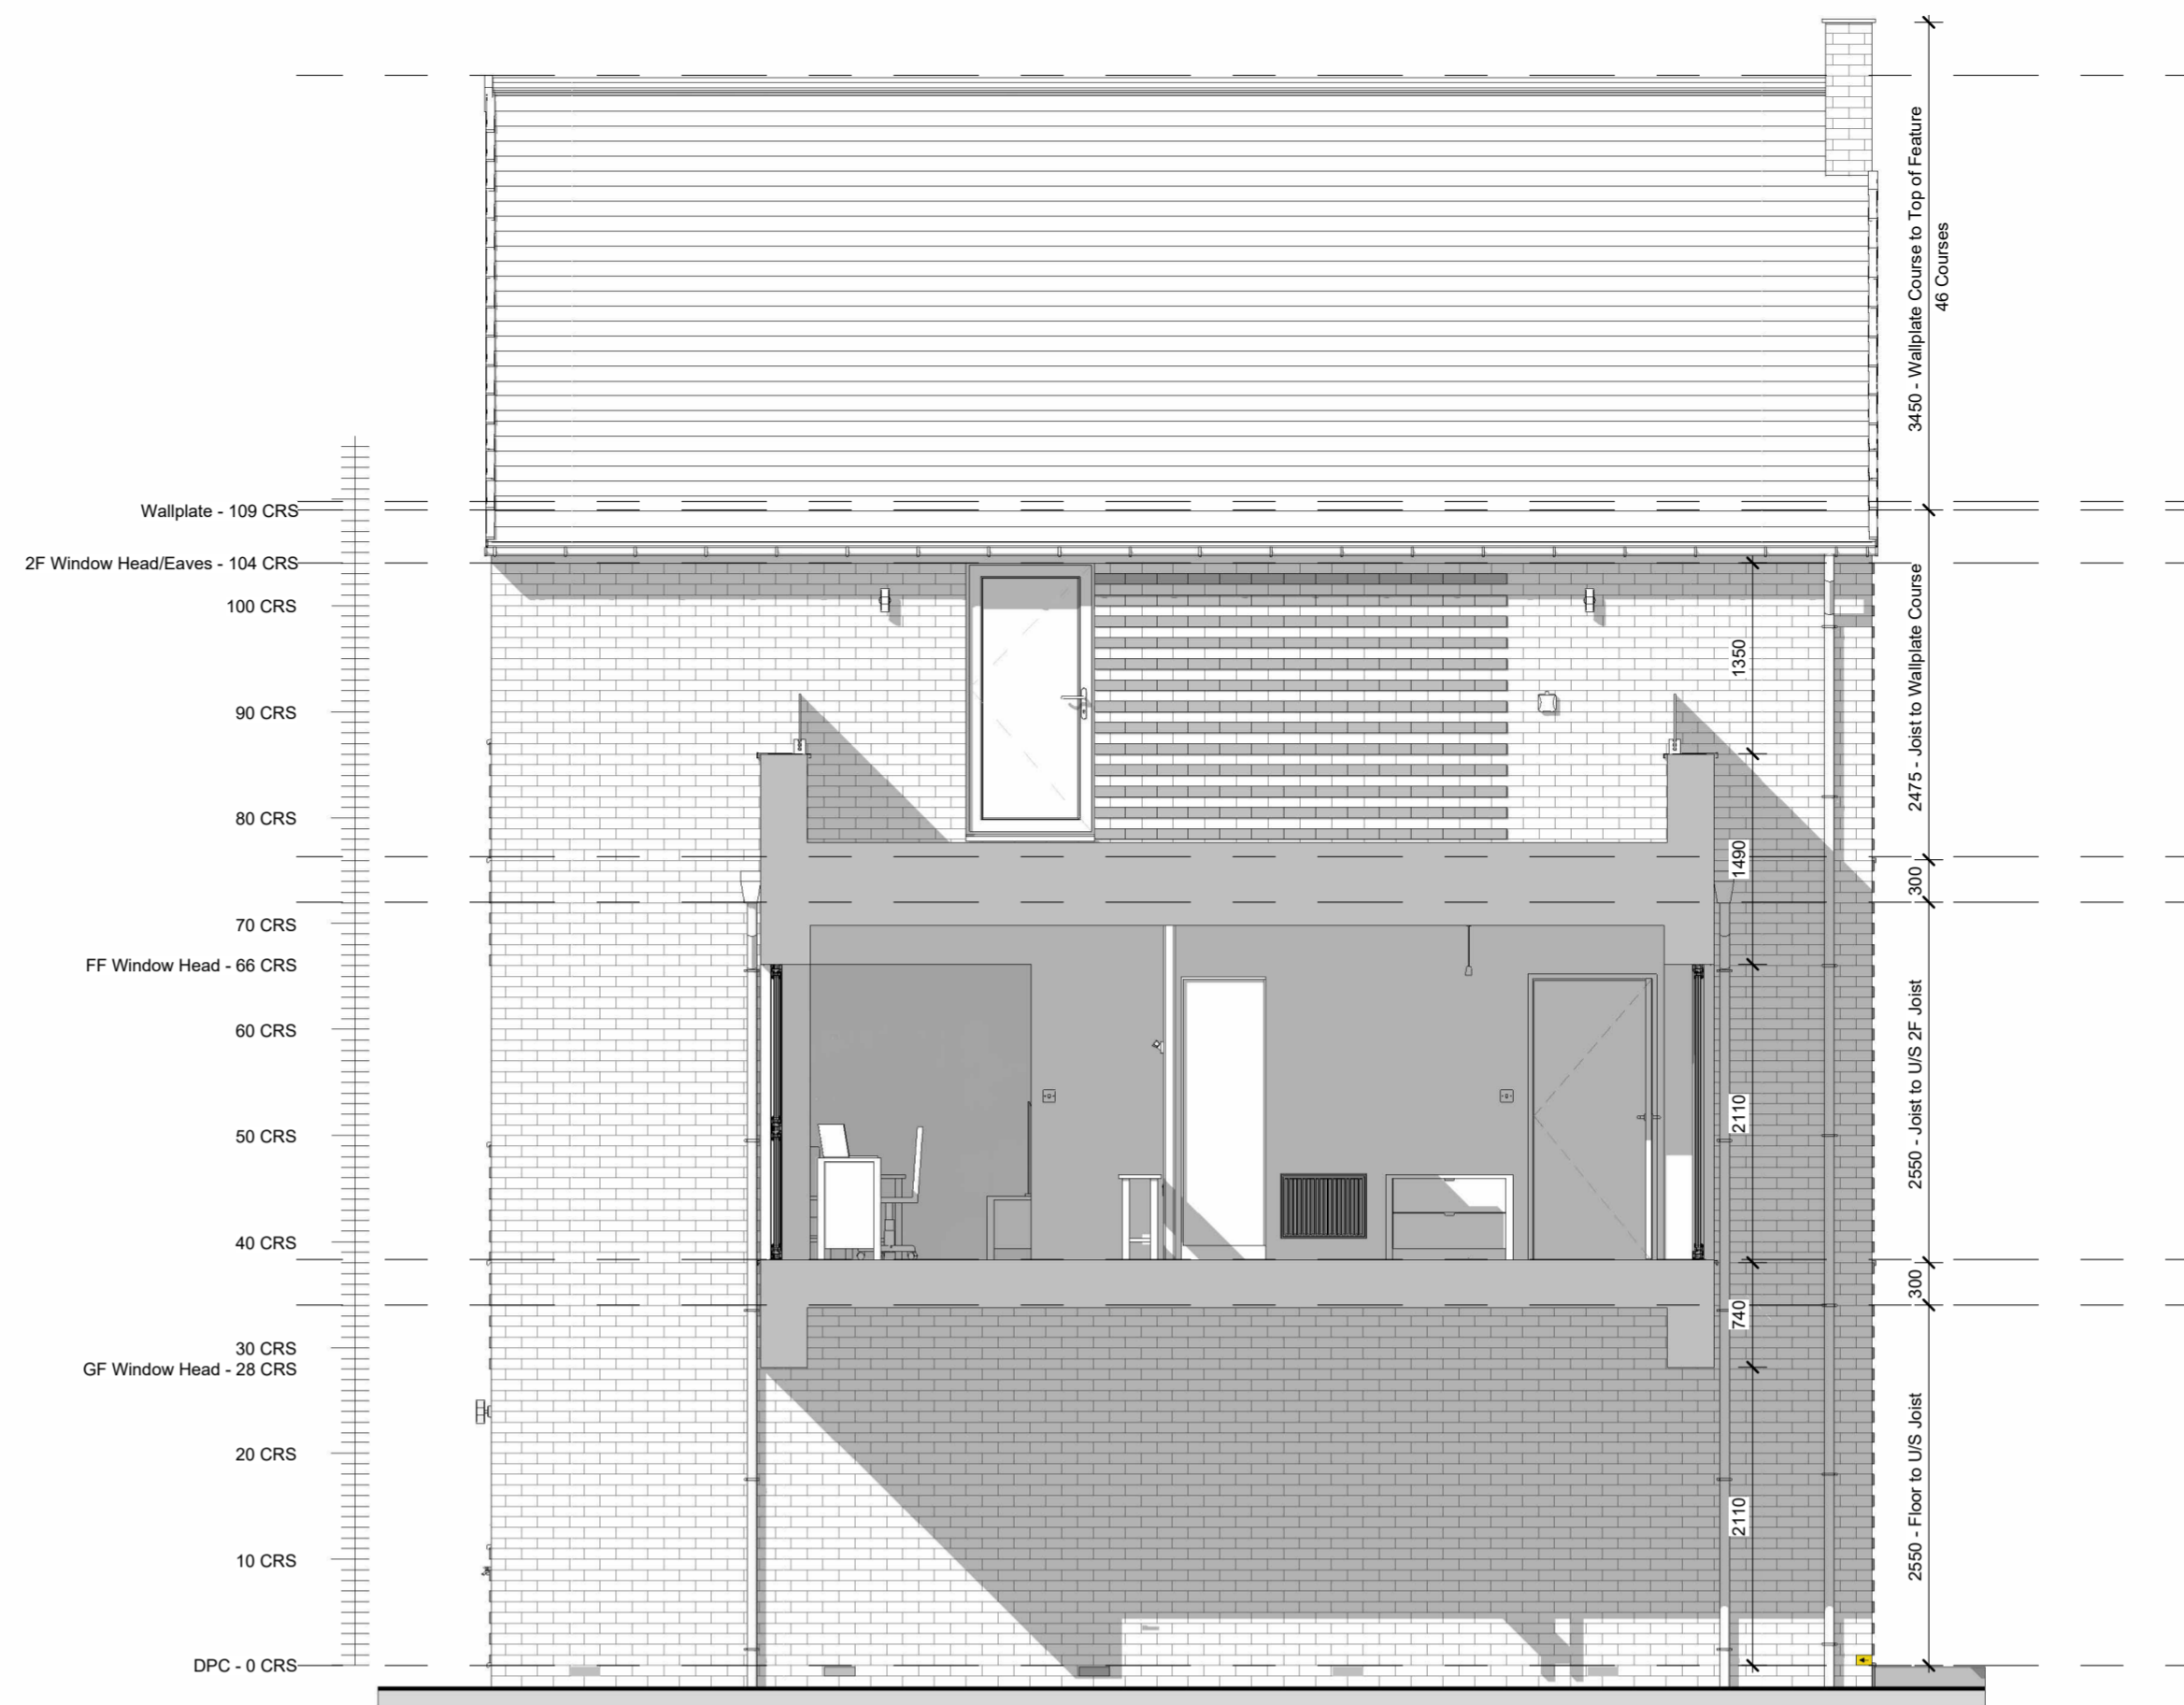 Wallplate - 109 CRS
2F Window Head/Eaves - 104 CRS
100 CRS
90 CRS
80 CRS
70 CRS
FF Window Head - 66 CRS
60 CRS
50 CRS
40 CRS
30 CRS
GF Window Head - 28 CRS
20 CRS
10 CRS
DPC - 0 CRS
1350
1490
2110
740
2110
3450 - Wallplate Course to Top of Feature
46 Courses
2475 - Joist to Wallplate Course
300
2550 - Joist to U/S 2F Joist
300
2550 - Floor to U/S Joist